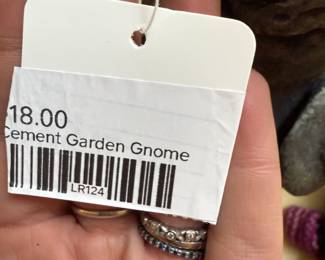 18.00
Cement Garden Gnome
LR124